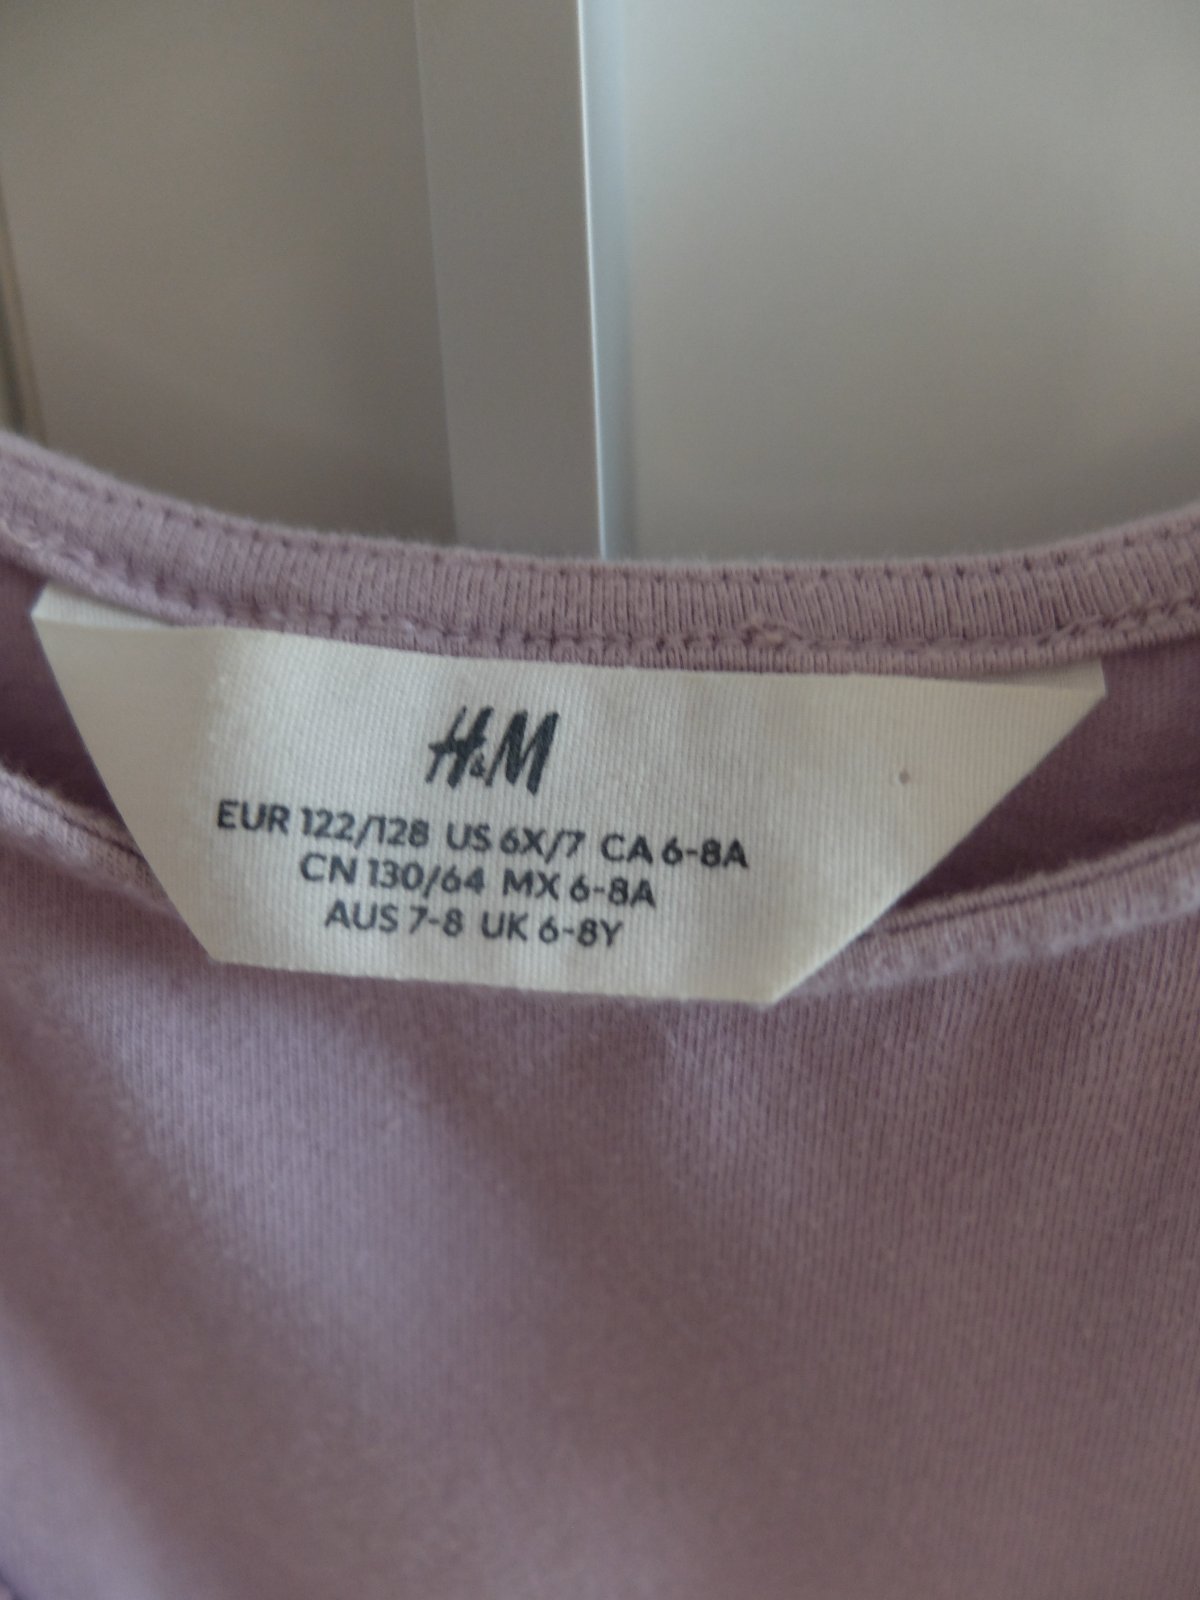 H&M
EUR 122/128 US 6X/7 CA 6-8A
CN 130/64 MX 6-8A
AUS 7-8 UK 6-8Y